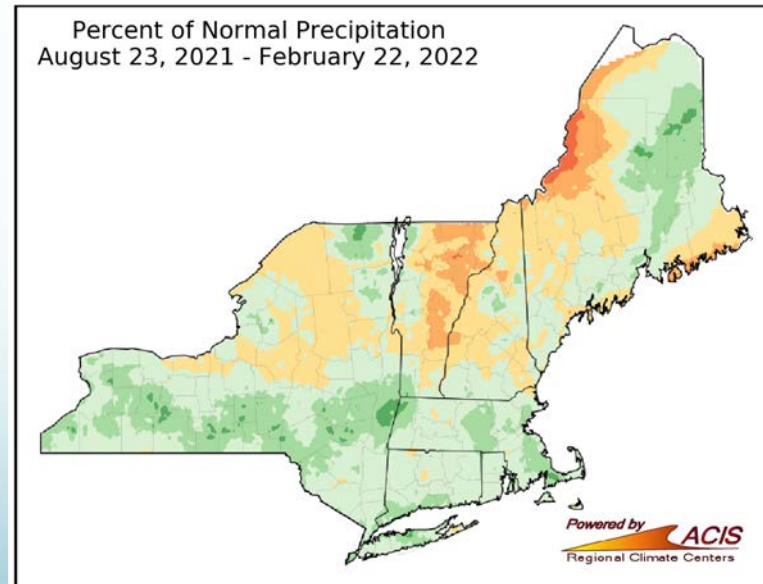 Percent of Normal Precipitation
August 23, 2021 - February 22, 2022
Powered by
ACIS
Regional Climate Centers